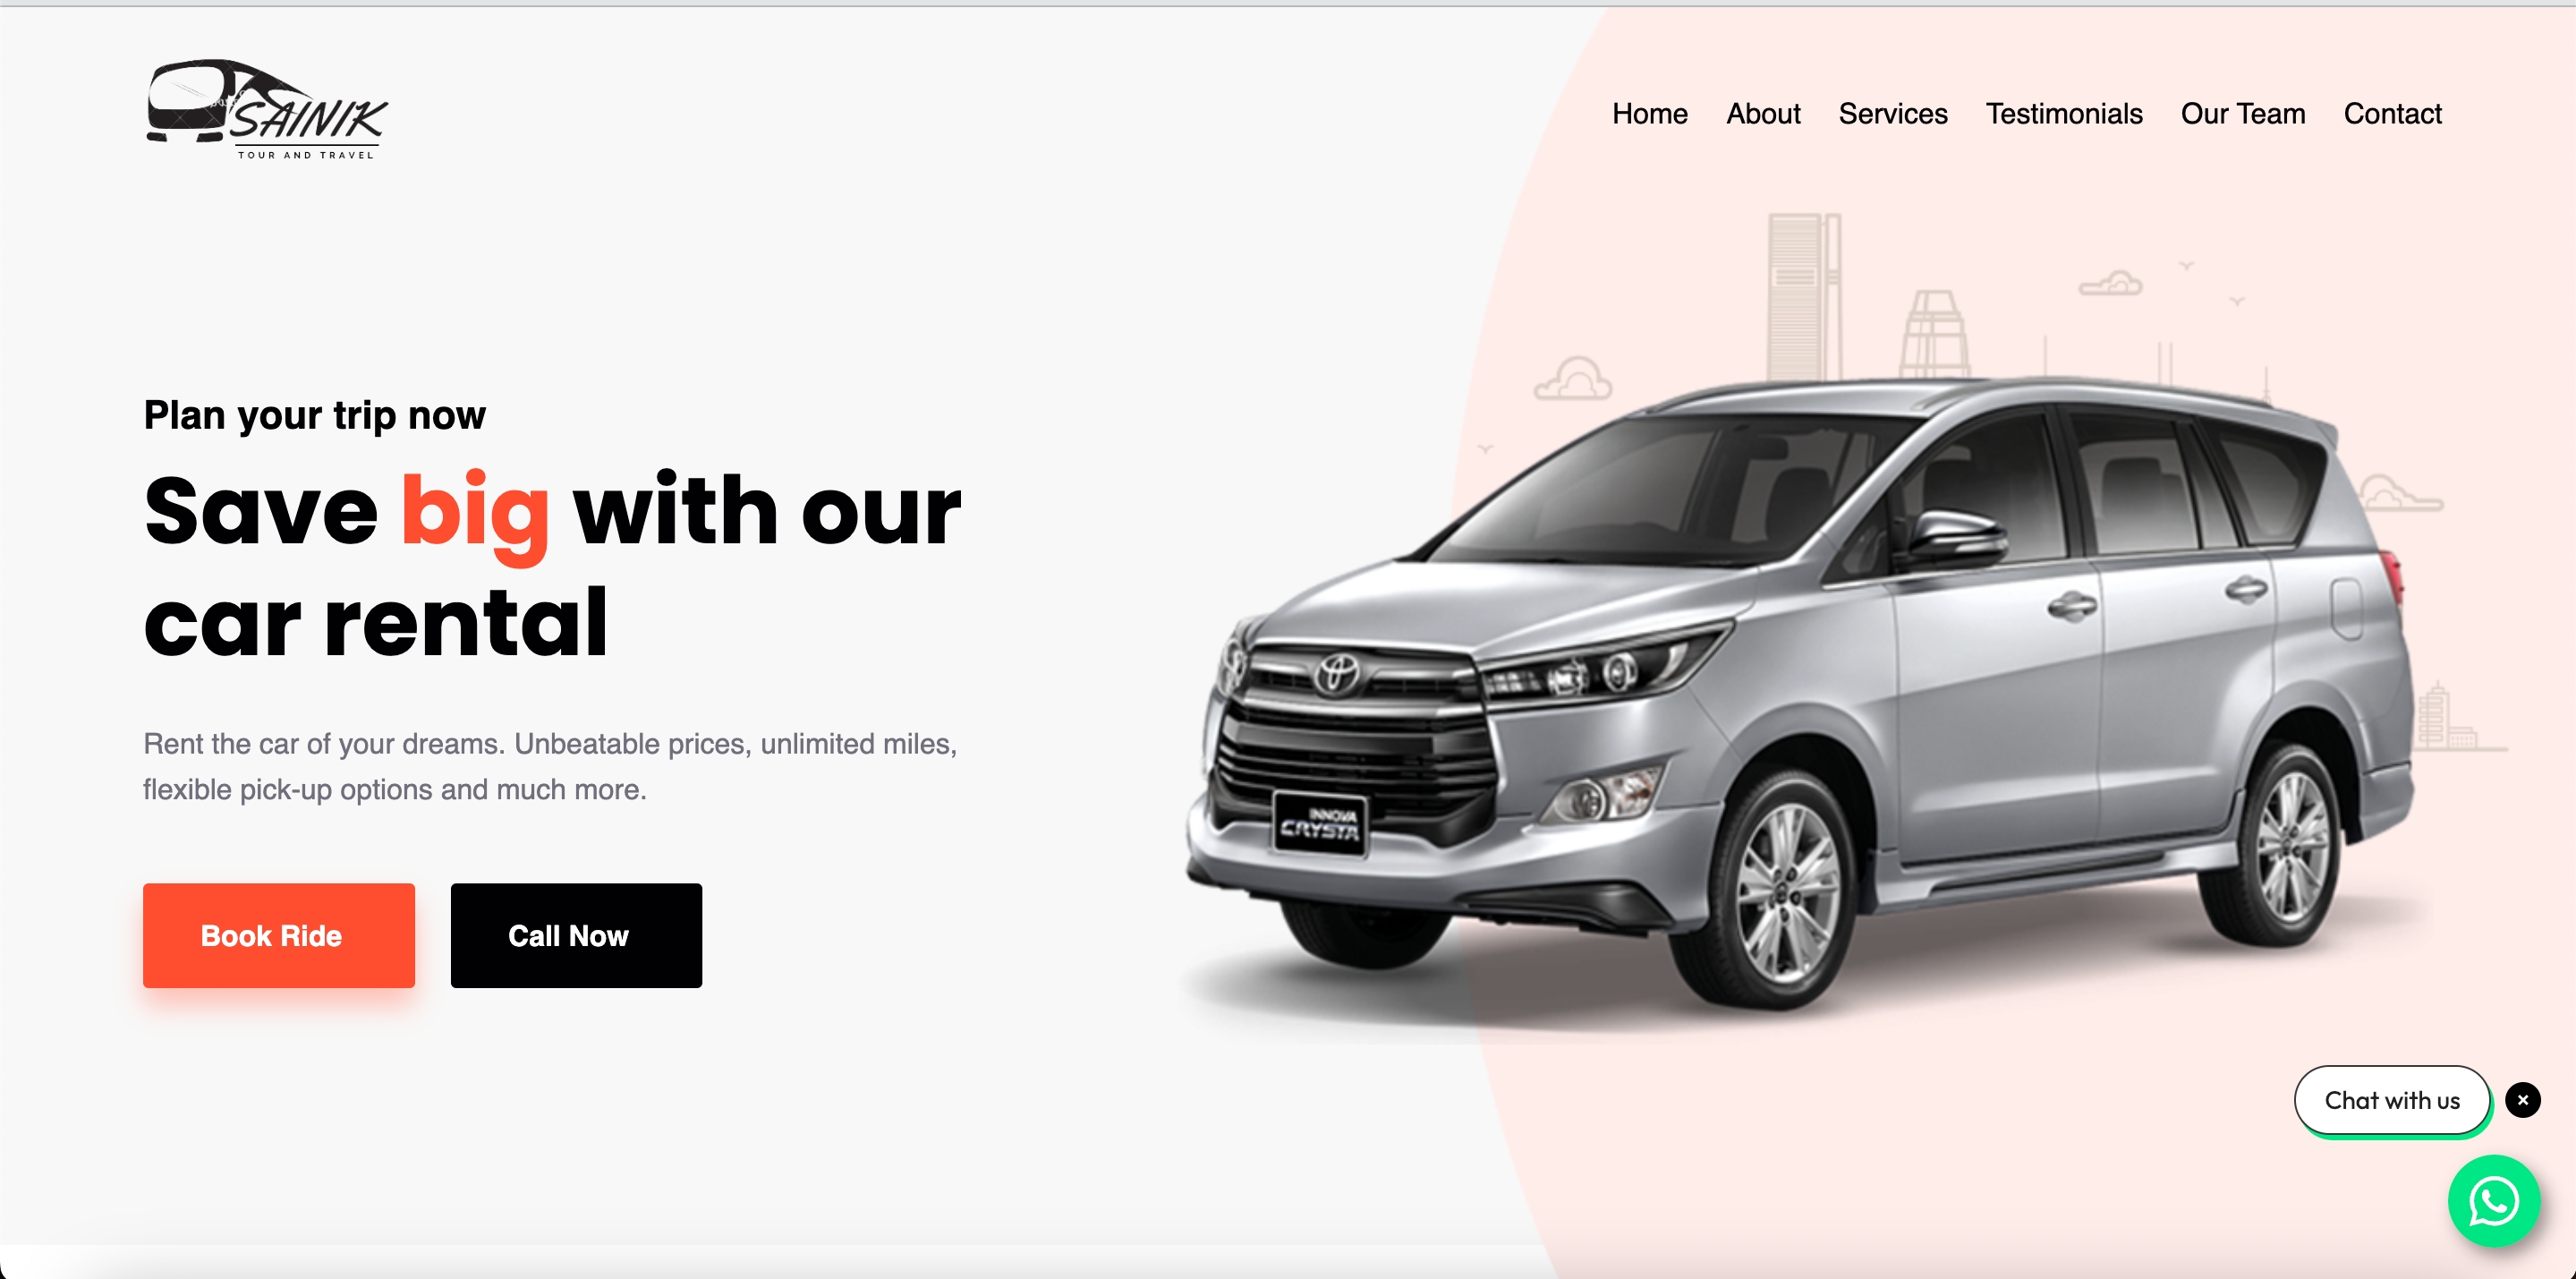 SAINIK
TOUR AND TRAVEL
Home About Services Testimonials Our Team Contact
Plan your trip now
Save big with our
car rental
Rent the car of your dreams. Unbeatable prices, unlimited miles,
flexible pick-up options and much more.
Book Ride Call Now
INNOVA
CRYSTA
Chat with us